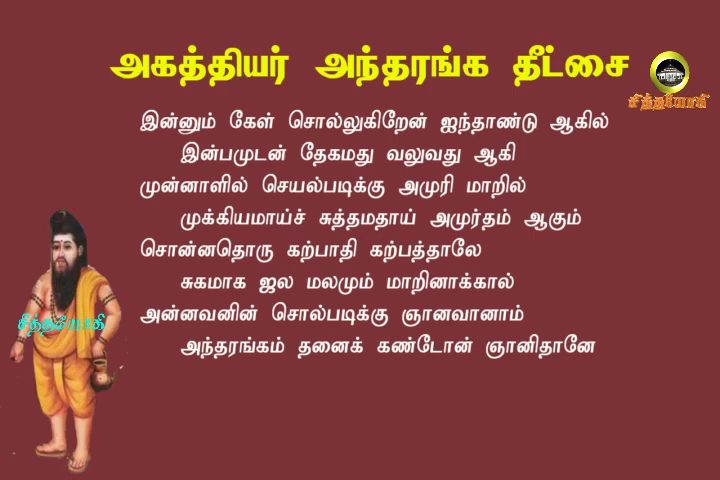 அகத்தியர் அந்தரங்க தீட்சை
சித்தயோகி
இன்னும் கேள் சொல்லுகிறேன் ஐந்தாண்டு ஆகில்
இன்பமுடன் தேகமது வலுவது ஆகி
முன்னாளில் செயல்படிக்கு அமுரி மாறில்
முக்கியமாய்ச் சுத்தமதாய் அமுர்தம் ஆகும்
சொன்னதொரு கற்பாதி கற்பத்தாலே
சுகமாக ஜல மலமும் மாறினாக்கால்
அன்னவனின் சொல்படிக்கு ஞானவானாம்
அந்தரங்கம் தனைக் கண்டோன் ஞானிதானே
சித்தயோகி